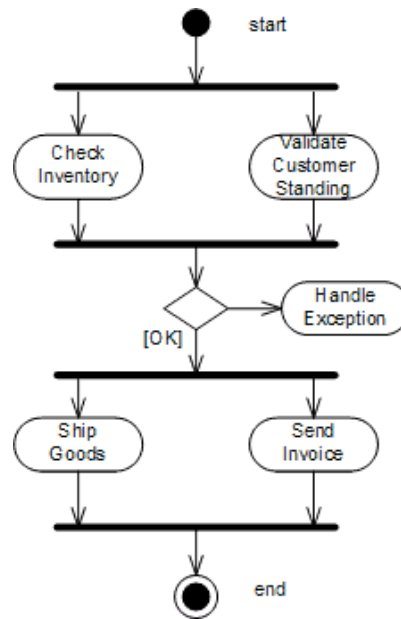 start
Check
Inventory
Validate
Customer
Standing
Handle
Exception
[OK]
Ship
Goods
Send
Invoice
end